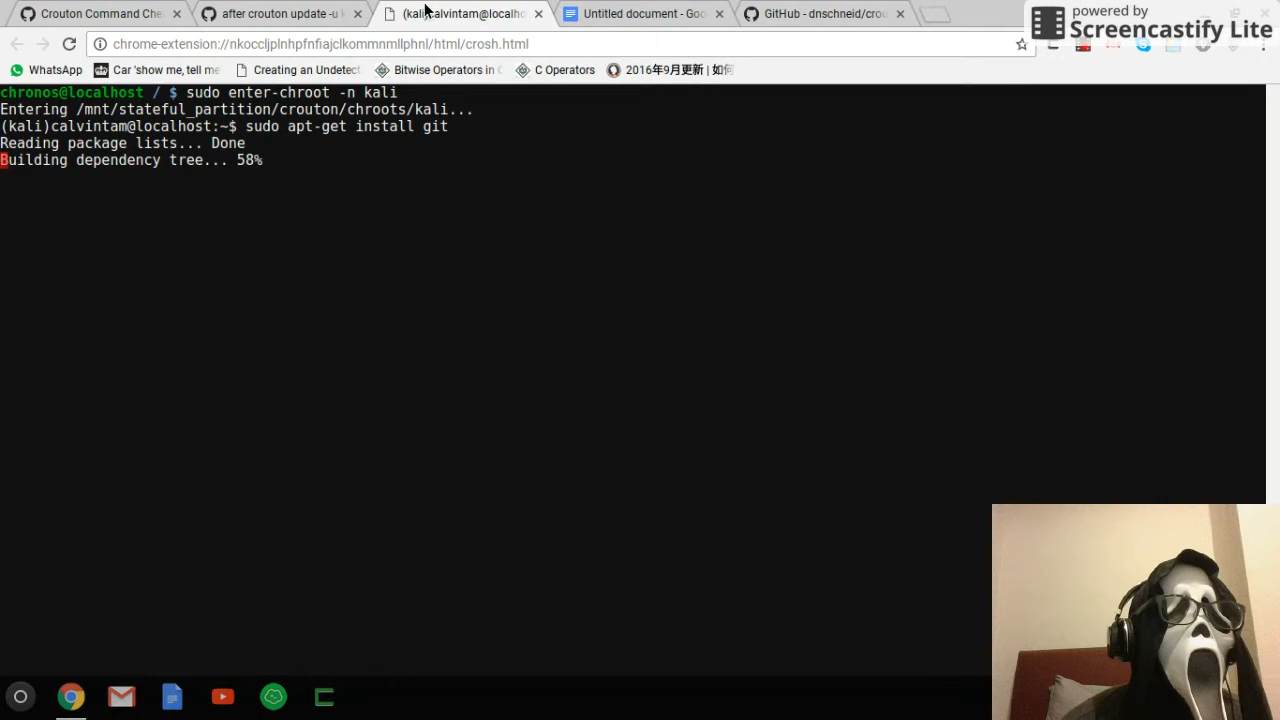 Crouton Command Che
after crouton update -u k
(kali)calvintam@localho
Untitled document - Goo
GitHub - dnschneid/crou
powered by
Screencastify Lite
chrome-extension://nkoccljplnhpfnfiajclkommnmllphnl/html/crosh.html
WhatsApp
Car 'show me, tell me
Creating an Undetect
Bitwise Operators in C
C Operators
2016年9月更新 | 如何
chronos@localhost / $ sudo enter-chroot -n kali
Entering /mnt/stateful_partition/crouton/chroots/kali...
(kali)calvintam@localhost:~$ sudo apt-get install git
Reading package lists... Done
Building dependency tree... 58%